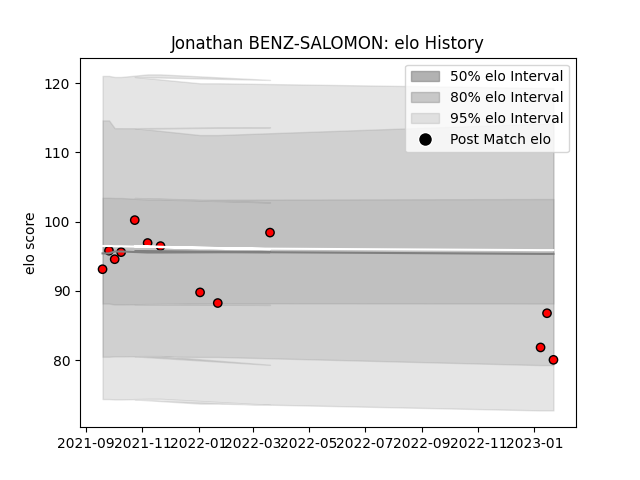 Jonathan BENZ-SALOMON: elo History
50% elo Interval
80% elo Interval
95% elo Interval
Post Match elo
elo score
120
110
100
90
80
2021-09 2021-11 2022-01 2022-03 2022-05 2022-07 2022-09 2022-11 2023-01